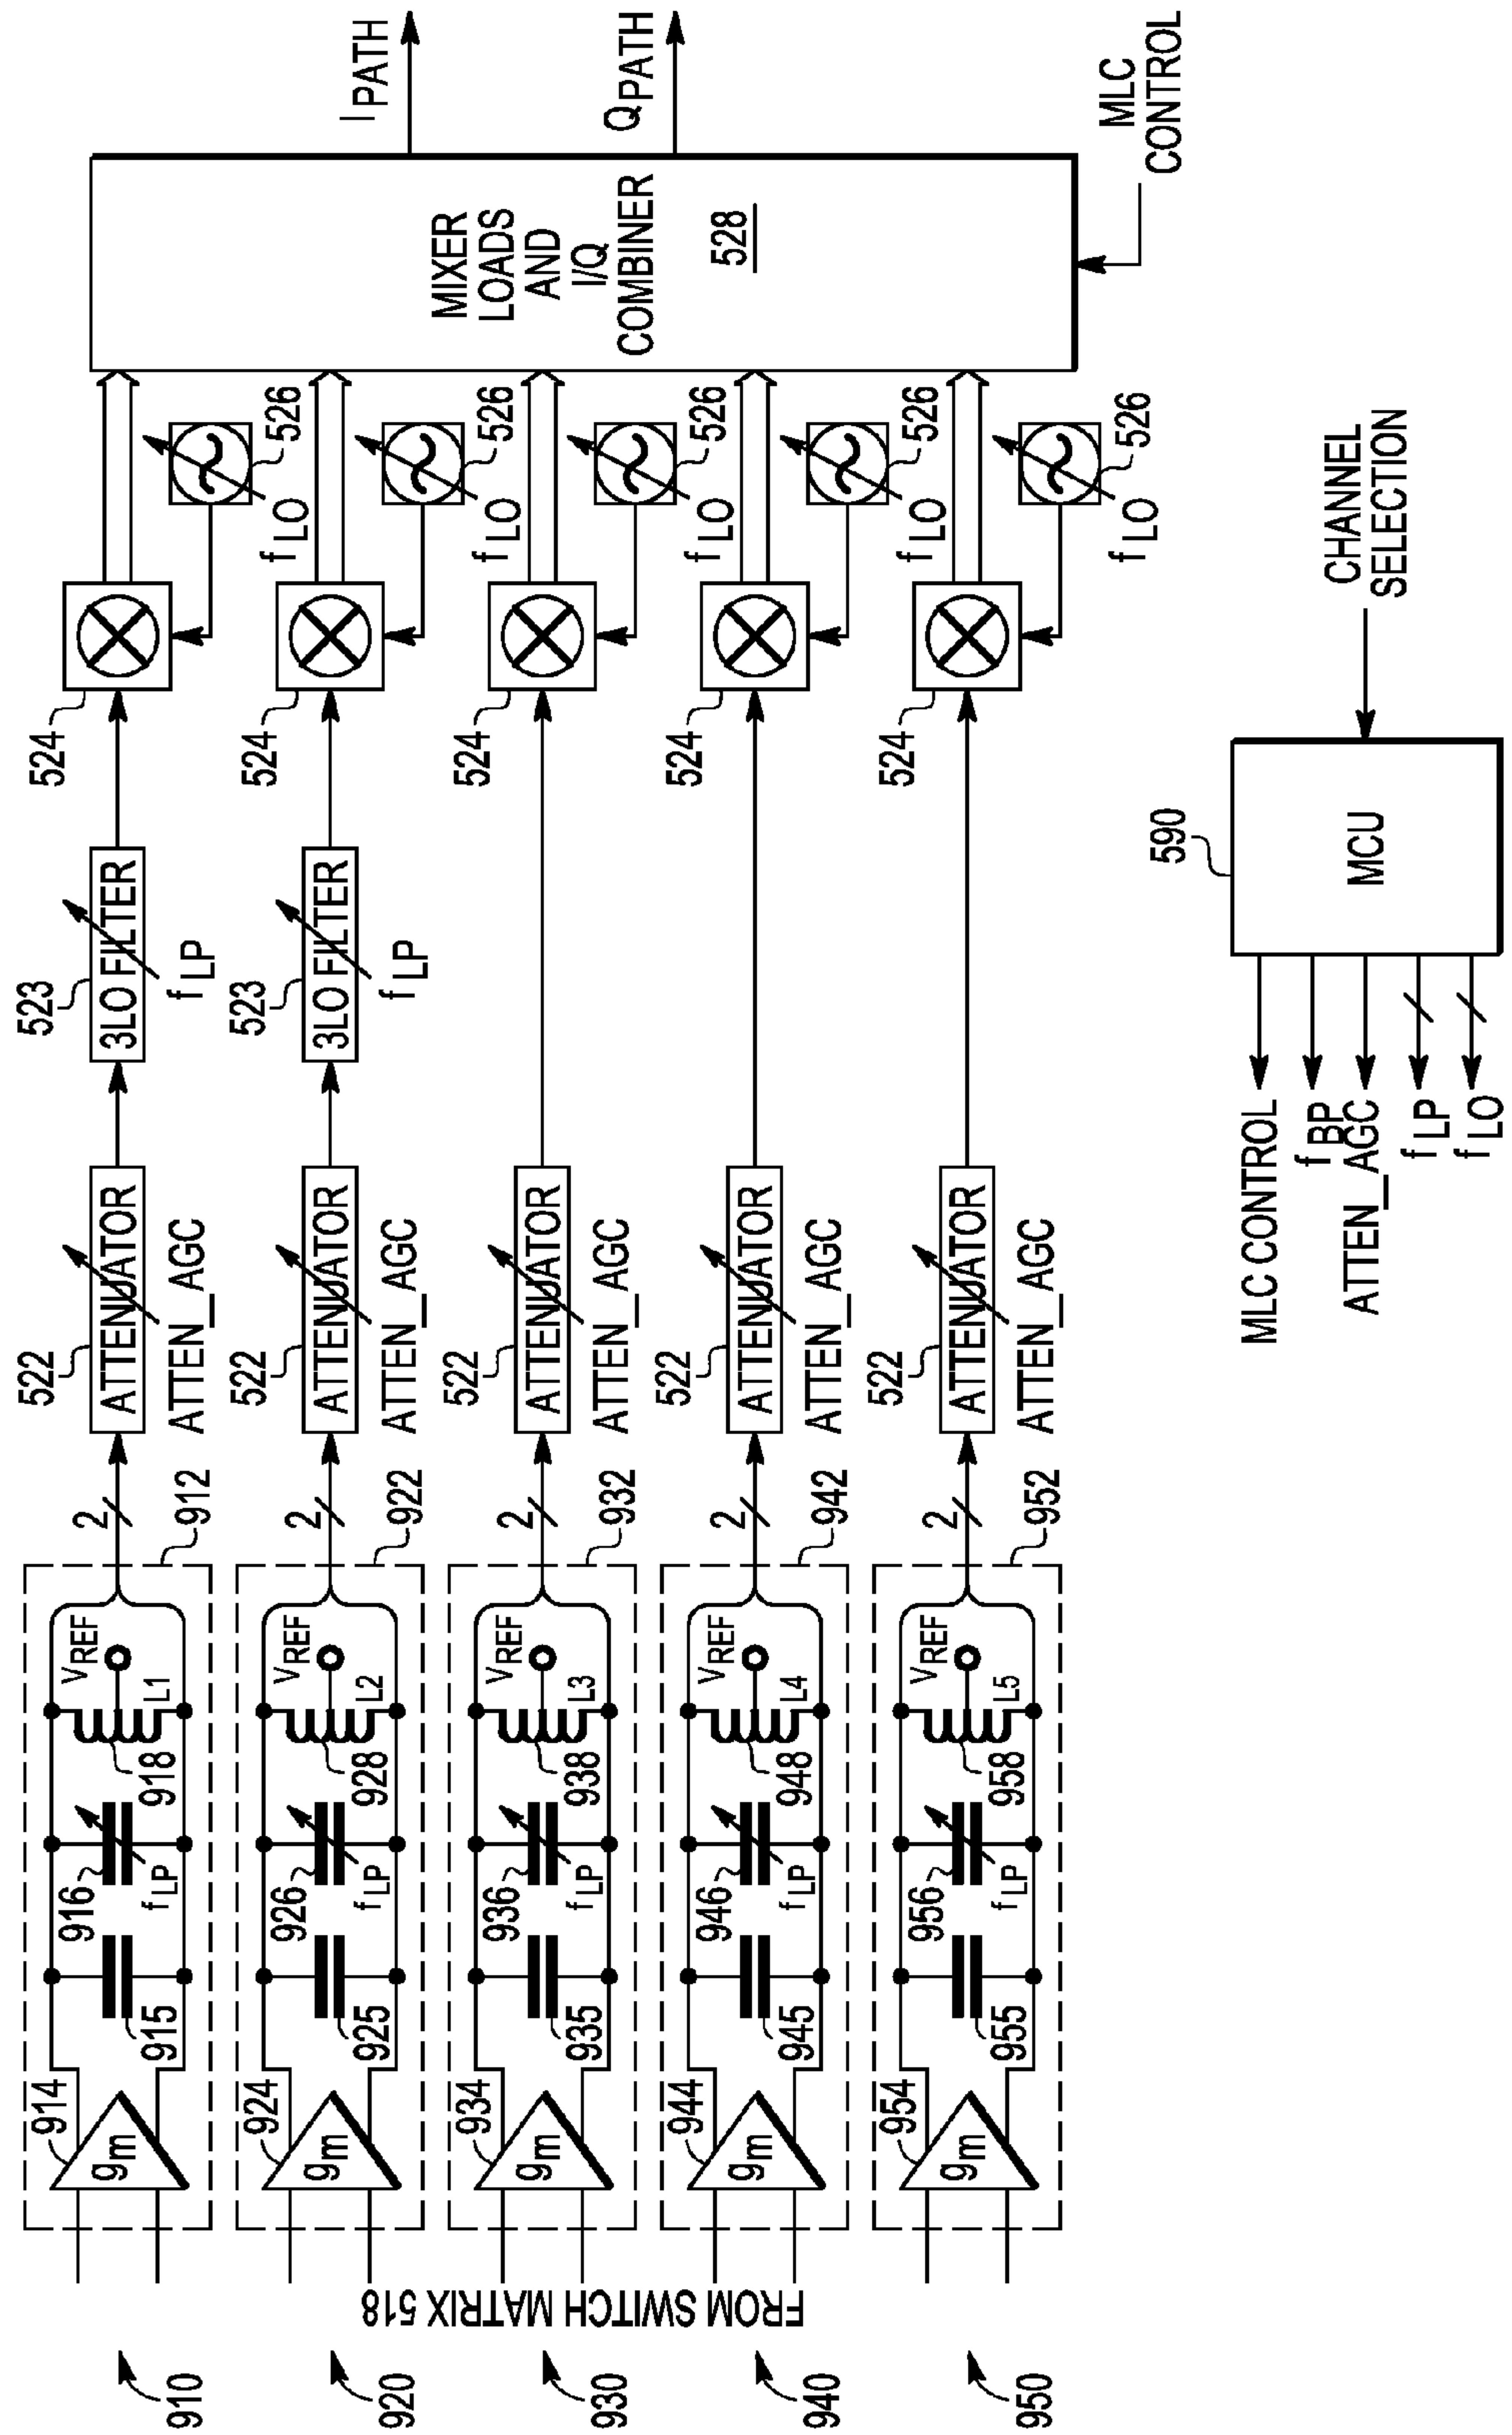 910
914
gm
915
916
fLP
918
L1
VREF
2
912
522
ATTENUATOR
ATTEN_AGC
523
3LO FILTER
fLP
524
526
fLO
920
924
gm
925
926
fLP
928
L2
VREF
2
922
522
ATTENUATOR
ATTEN_AGC
523
3LO FILTER
fLP
524
526
fLO
930
934
gm
935
936
fLP
938
L3
VREF
2
932
522
ATTENUATOR
ATTEN_AGC
524
526
fLO
940
944
gm
945
946
fLP
948
L4
VREF
2
942
522
ATTENUATOR
ATTEN_AGC
524
526
fLO
950
954
gm
955
956
fLP
958
L5
VREF
2
952
522
ATTENUATOR
ATTEN_AGC
524
526
fLO
FROM SWITCH MATRIX 518
MIXER
LOADS
AND
I/Q
COMBINER
528
IPATH
QPATH
MLC
CONTROL
590
MCU
CHANNEL
SELECTION
MLC CONTROL
fBP
ATTEN_AGC
fLP
fLO